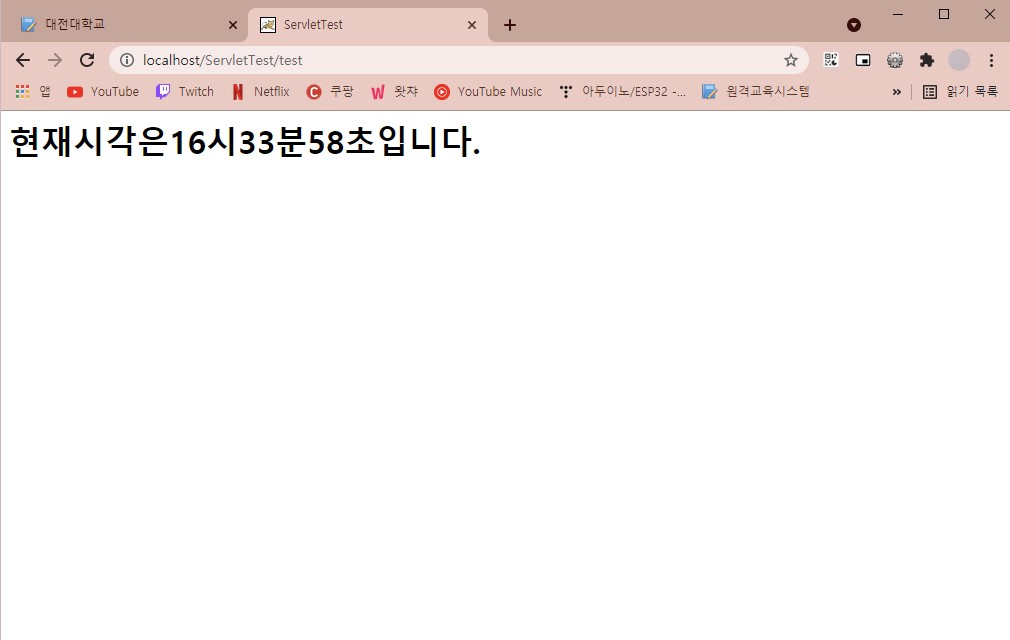 대전대학교
ServletTest
localhost/ServletTest/test
앱 YouTube Twitch Netflix 쿠팡 왓챠 YouTube Music 아두이노/ESP32 -... 원격교육시스템 » 읽기 목록
현재시각은16시33분58초입니다.